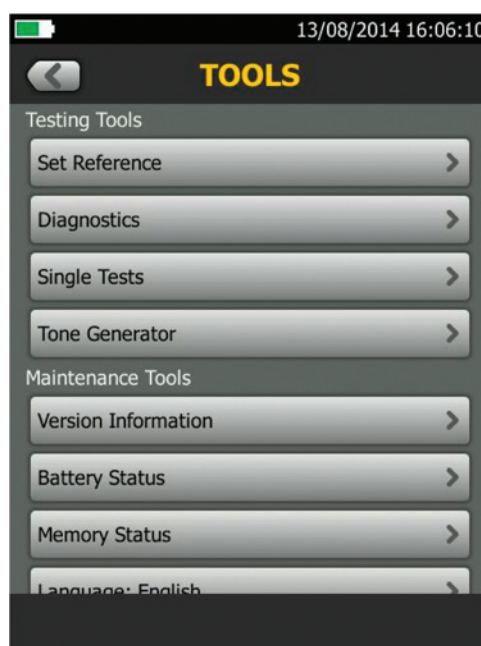 13/08/2014 16:06:10
TOOLS
Testing Tools
Set Reference
Diagnostics
Single Tests
Tone Generator
Maintenance Tools
Version Information
Battery Status
Memory Status
Language: English